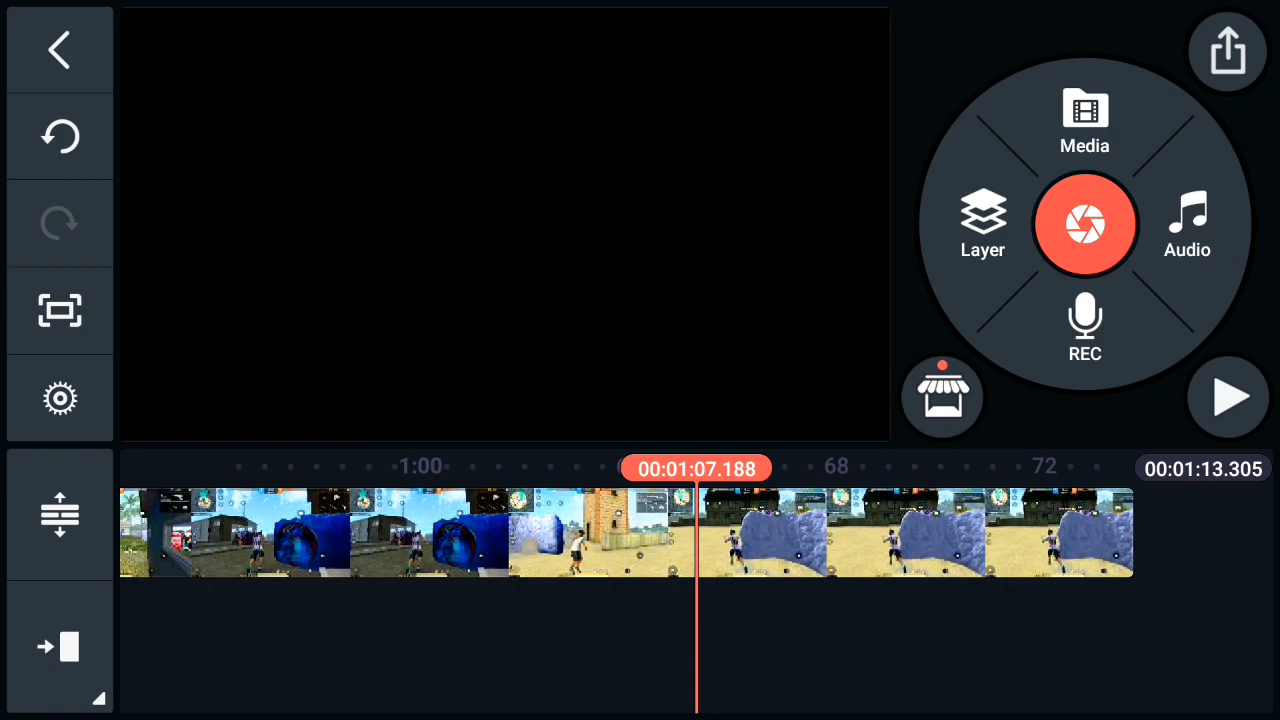 Media
Layer
Audio
REC
1:00
00:01:07.188
68
72
00:01:13.305